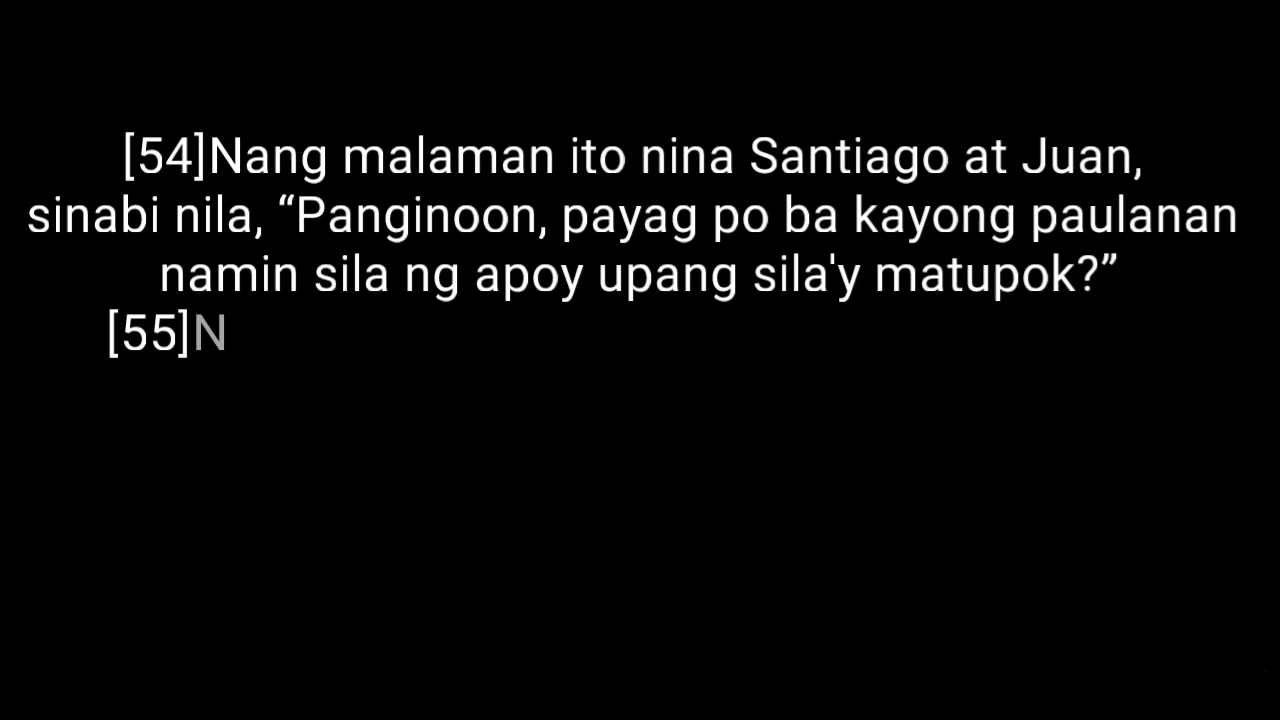 [54]Nang malaman ito nina Santiago at Juan,
sinabi nila, “Panginoon, payag po ba kayong paulanan
namin sila ng apoy upang sila'y matupok?”
[55]N